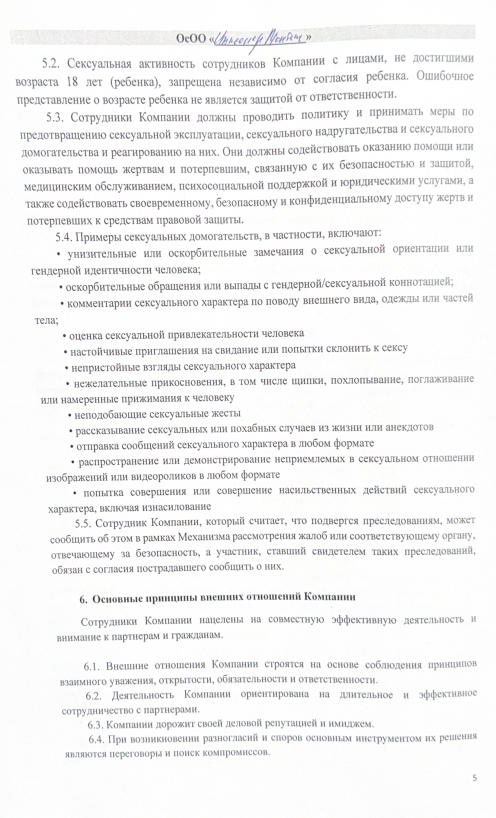 ОсОО « »
5.2. Сексуальная активность сотрудников Компании с лицами, не достигшими
возраста 18 лет (ребенка), запрещена независимо от согласия ребенка. Ошибочное
представление о возрасте ребенка не является защитой от ответственности.
5.3. Сотрудники Компании должны проводить политику и принимать меры по
предотвращению сексуальной эксплуатации, сексуального надругательства и сексуального
домогательства и реагированию на них. Они должны содействовать оказанию помощи или
оказывать помощь жертвам и потерпевшим, связанную с их безопасностью и защитой,
медицинским обслуживанием, психосоциальной поддержкой и юридическими услугами, а
также содействовать своевременному, безопасному и конфиденциальному доступу жертв и
потерпевших к средствам правовой защиты.
5.4. Примеры сексуальных домогательств, в частности, включают:
• унизительные или оскорбительные замечания о сексуальной ориентации или
гендерной идентичности человека;
• оскорбительные обращения или выпады с гендерной/сексуальной коннотацией;
• комментарии сексуального характера по поводу внешнего вида, одежды или частей
тела;
• оценка сексуальной привлекательности человека
• настойчивые приглашения на свидание или попытки склонить к сексу
• непристойные взгляды сексуального характера
• нежелательные прикосновения, в том числе щипки, похлопывание, поглаживание
или намеренные прижимания к человеку
• неподобающие сексуальные жесты
• рассказывание сексуальных или похабных случаев из жизни или анекдотов
• отправка сообщений сексуального характера в любом формате
• распространение или демонстрирование неприемлемых в сексуальном отношении
изображений или видеороликов в любом формате
• попытка совершения или совершение насильственных действий сексуального
характера, включая изнасилование
5.5. Сотрудник Компании, который считает, что подвергся преследованиям, может
сообщить об этом в рамках Механизма рассмотрения жалоб или соответствующему органу,
отвечающему за безопасность, а участник, ставший свидетелем таких преследований,
обязан с согласия пострадавшего сообщить о них.
6. Основные принципы внешних отношений Компании
Сотрудники Компании нацелены на совместную эффективную деятельность и
внимание к партнерам и гражданам.
6.1. Внешние отношения Компании строятся на основе соблюдения принципов
взаимного уважения, открытости, обязательности и ответственности.
6.2. Деятельность Компании ориентирована на длительное и эффективное
сотрудничество с партнерами.
6.3. Компании дорожит своей деловой репутацией и имиджем.
6.4. При возникновении разногласий и споров основным инструментом их решения
являются переговоры и поиск компромиссов.
5